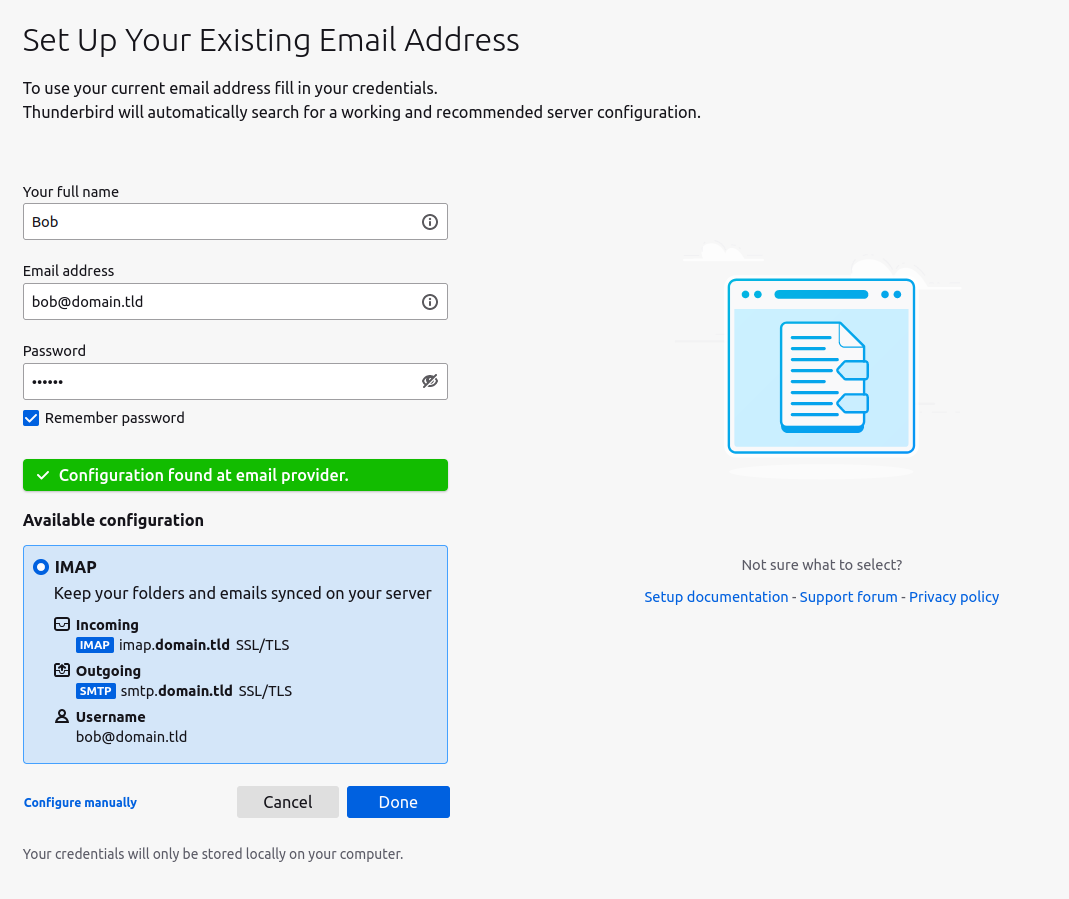 Set Up Your Existing Email Address
To use your current email address fill in your credentials.
Thunderbird will automatically search for a working and recommended server configuration.
Your full name
Bob
Email address
bob@domain.tld
Password
••••••
Remember password
Configuration found at email provider.
Available configuration
IMAP
Keep your folders and emails synced on your server
Incoming
IMAP imap.domain.tld SSL/TLS
Outgoing
SMTP smtp.domain.tld SSL/TLS
Username
bob@domain.tld
Configure manually
Cancel
Done
Your credentials will only be stored locally on your computer.
Not sure what to select?
Setup documentation - Support forum - Privacy policy